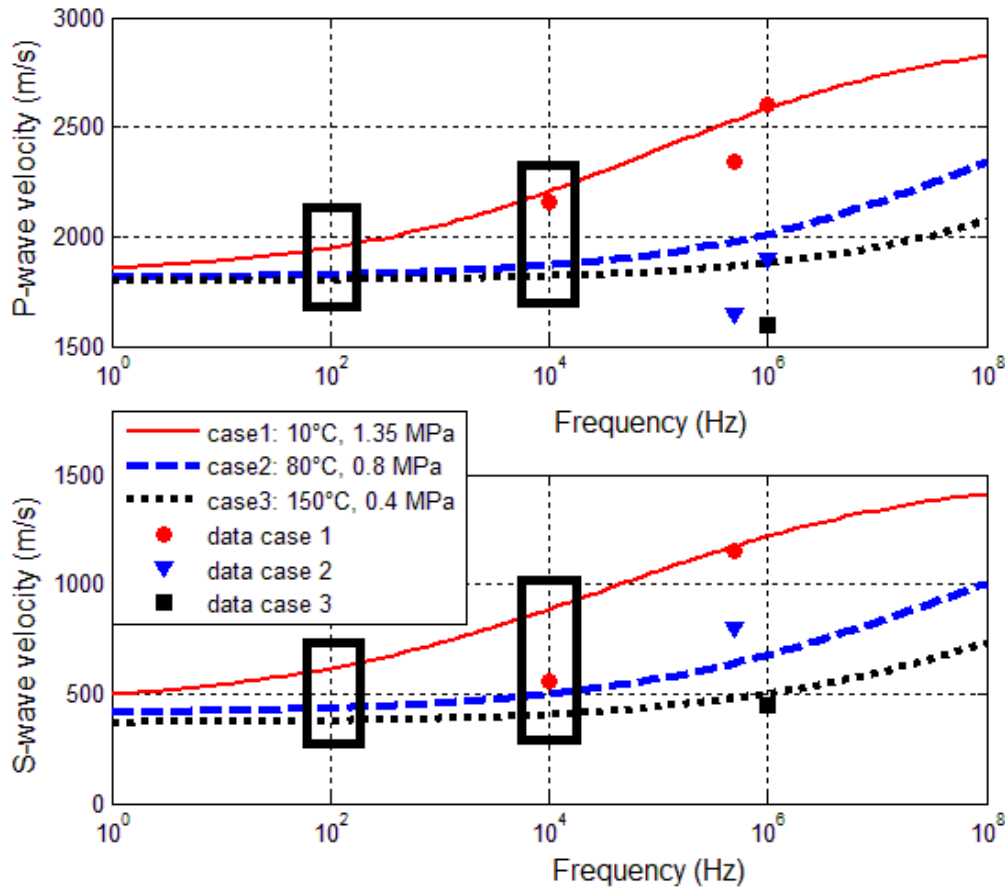 P-wave velocity (m/s)
3000
2500
2000
1500
10^0
10^2
10^4
10^6
10^8
Frequency (Hz)
case1: 10°C, 1.35 MPa
case2: 80°C, 0.8 MPa
case3: 150°C, 0.4 MPa
data case 1
data case 2
data case 3
S-wave velocity (m/s)
1500
1000
500
0
10^0
10^2
10^4
10^6
10^8
Frequency (Hz)